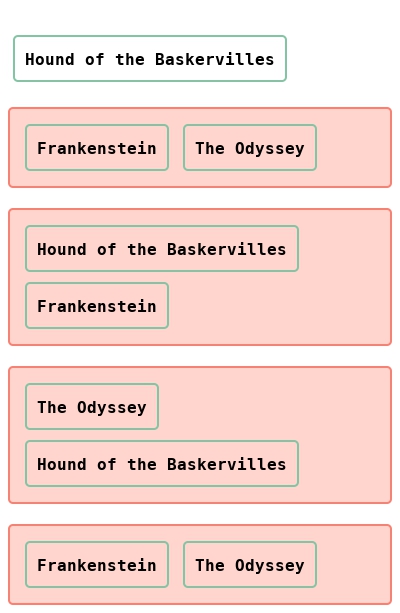 Hound of the Baskervilles
Frankenstein The Odyssey
Hound of the Baskervilles
Frankenstein
The Odyssey
Hound of the Baskervilles
Frankenstein The Odyssey